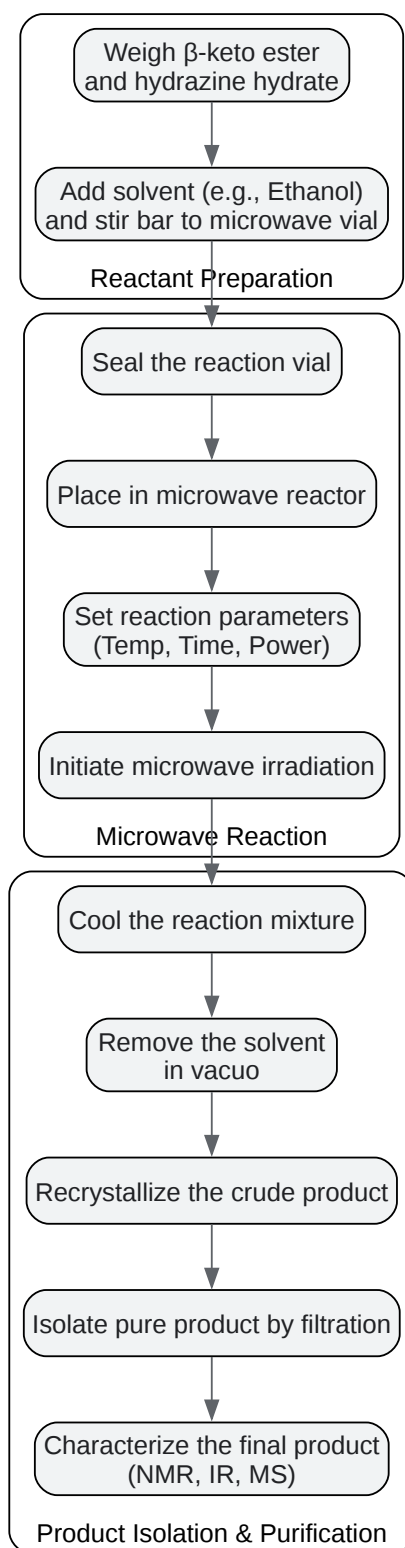 Weigh β-keto ester
and hydrazine hydrate
Add solvent (e.g., Ethanol)
and stir bar to microwave vial
Reactant Preparation
Seal the reaction vial
Place in microwave reactor
Set reaction parameters
(Temp, Time, Power)
Initiate microwave irradiation
Microwave Reaction
Cool the reaction mixture
Remove the solvent
in vacuo
Recrystallize the crude product
Isolate pure product by filtration
Characterize the final product
(NMR, IR, MS)
Product Isolation & Purification